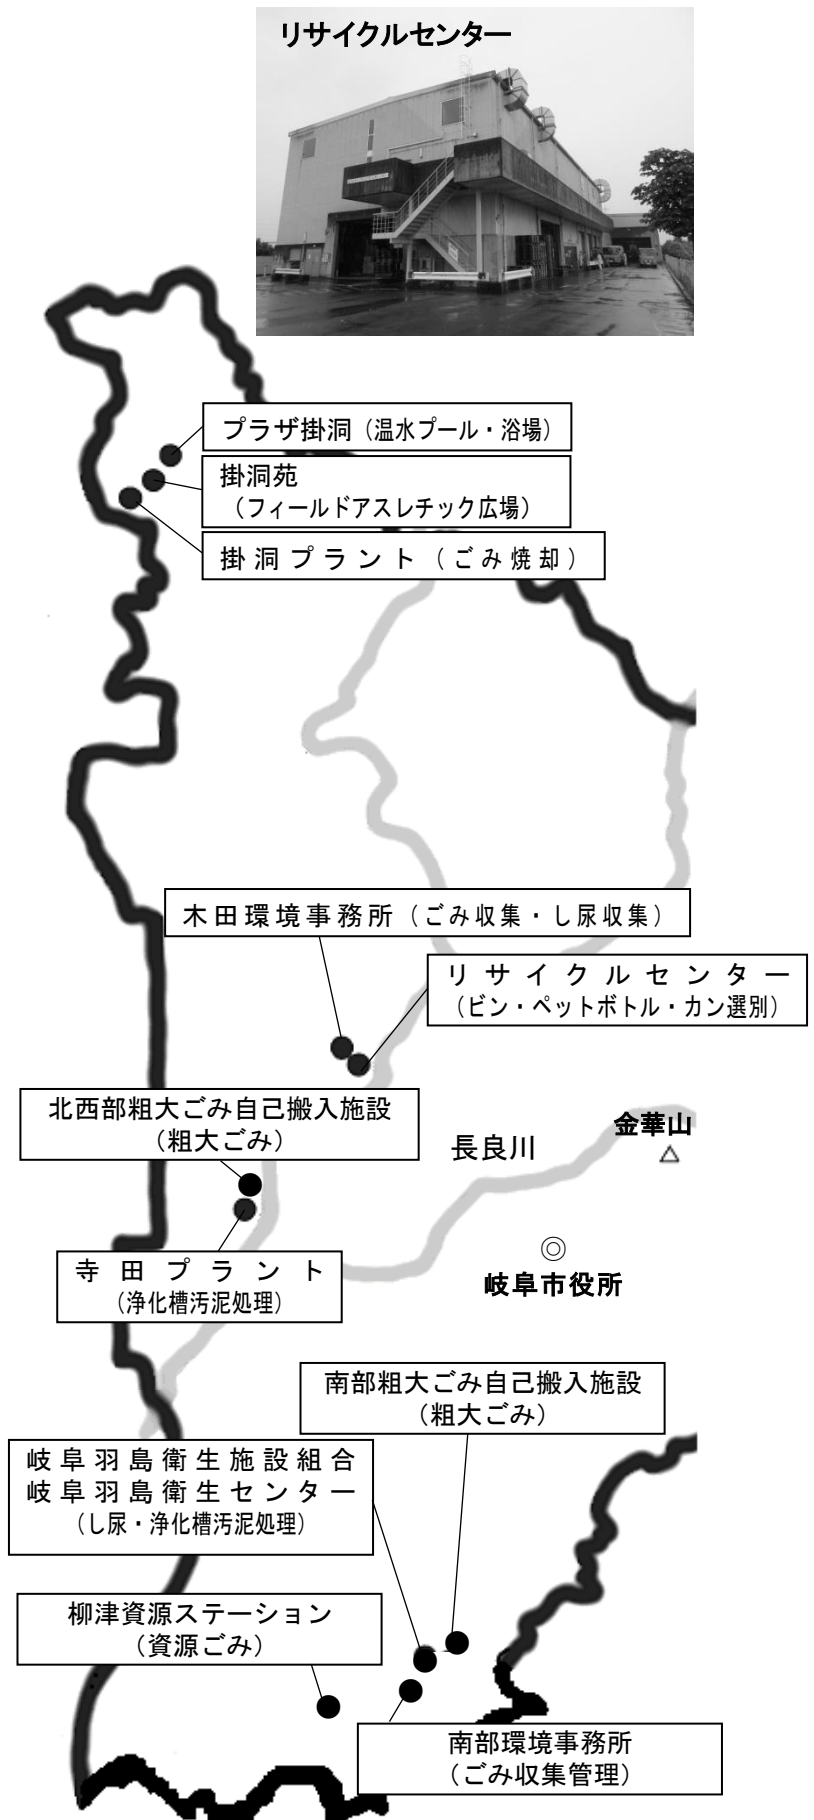 リサイクルセンター
プラザ掛洞（温水プール・浴場）
掛洞苑
（フィールドアスレチック広場）
掛洞プラント（ごみ焼却）
木田環境事務所（ごみ収集・し尿収集）
リサイクルセンター
（ビン・ペットボトル・カン選別）
北西部粗大ごみ自己搬入施設
（粗大ごみ）
長良川
金華山
寺田プラント
（浄化槽汚泥処理）
岐阜市役所
南部粗大ごみ自己搬入施設
（粗大ごみ）
岐阜羽島衛生施設組合
岐阜羽島衛生センター
（し尿・浄化槽汚泥処理）
柳津資源ステーション
（資源ごみ）
南部環境事務所
（ごみ収集管理）